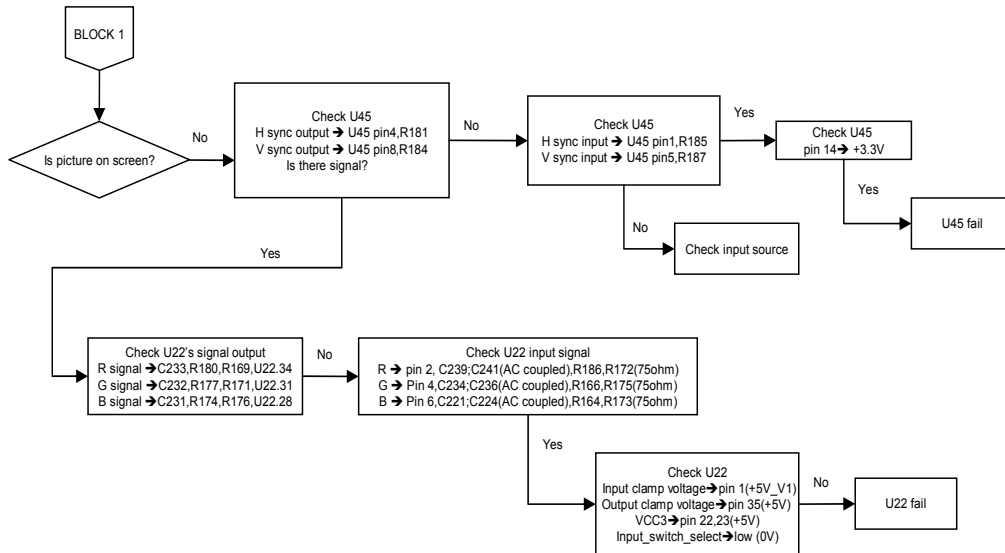 BLOCK 1
Is picture on screen?
No
Check U45
H sync output ➔ U45 pin4,R181
V sync output ➔ U45 pin8,R184
Is there signal?
No
Check U45
H sync input ➔ U45 pin1,R185
V sync input ➔ U45 pin5,R187
Yes
Check U45
pin 14➔ +3.3V
Yes
U45 fail
No
Check input source
Yes
Check U22's signal output
R signal ➔C233,R180,R169,U22.34
G signal ➔C232,R177,R171,U22.31
B signal ➔C231,R174,R176,U22.28
No
Check U22 input signal
R ➔ pin 2, C239;C241(AC coupled),R186,R172(75ohm)
G ➔ Pin 4,C234;C236(AC coupled),R166,R175(75ohm)
B ➔ Pin 6,C221;C224(AC coupled),R164,R173(75ohm)
Yes
Check U22
Input clamp voltage➔pin 1(+5V_V1)
Output clamp voltage➔pin 35(+5V)
VCC3➔pin 22,23(+5V)
Input_switch_select➔low (0V)
No
U22 fail